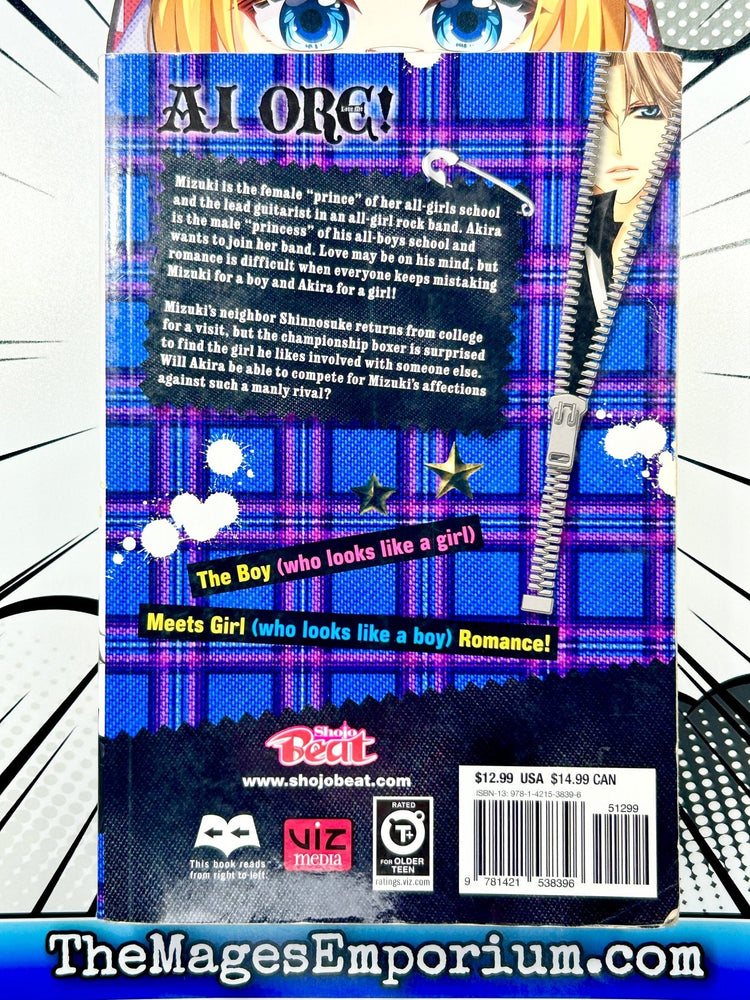 AI ORE!
Love Me
Mizuki is the female "prince" of her all-girls school
and the lead guitarist in an all-girl rock band. Akira
is the male "princess" of his all-boys school and
wants to join her band. Love may be on his mind, but
romance is difficult when everyone keeps mistaking
Mizuki for a boy and Akira for a girl!
Mizuki's neighbor Shinnosuke returns from college
for a visit, but the championship boxer is surprised
to find the girl he likes involved with someone else.
Will Akira be able to compete for Mizuki's affections
against such a manly rival?
The Boy (who looks like a girl)
Meets Girl (who looks like a boy) Romance!
Shojo
Beat
www.shojobeat.com
$12.99 USA $14.99 CAN
ISBN-13: 978-1-4215-3839-6
51299
9 781421 538396
This book reads
from right to left.
VIZ
MEDIA
RATED
T+
FOR OLDER
TEEN
ratings.viz.com
TheMagesEmporium.com